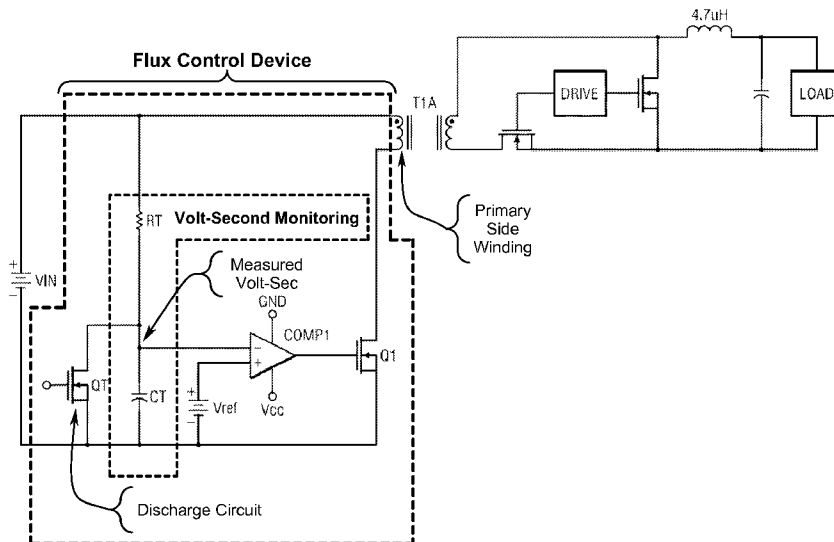 Flux Control Device
4.7uH
T1A
DRIVE
LOAD
RT
Volt-Second Monitoring
Primary
Side
Winding
+
VIN
−
Measured
Volt-Sec
GND
COMP1
−
+
Q1
QT
CT
+
Vref
−
Vcc
Discharge Circuit